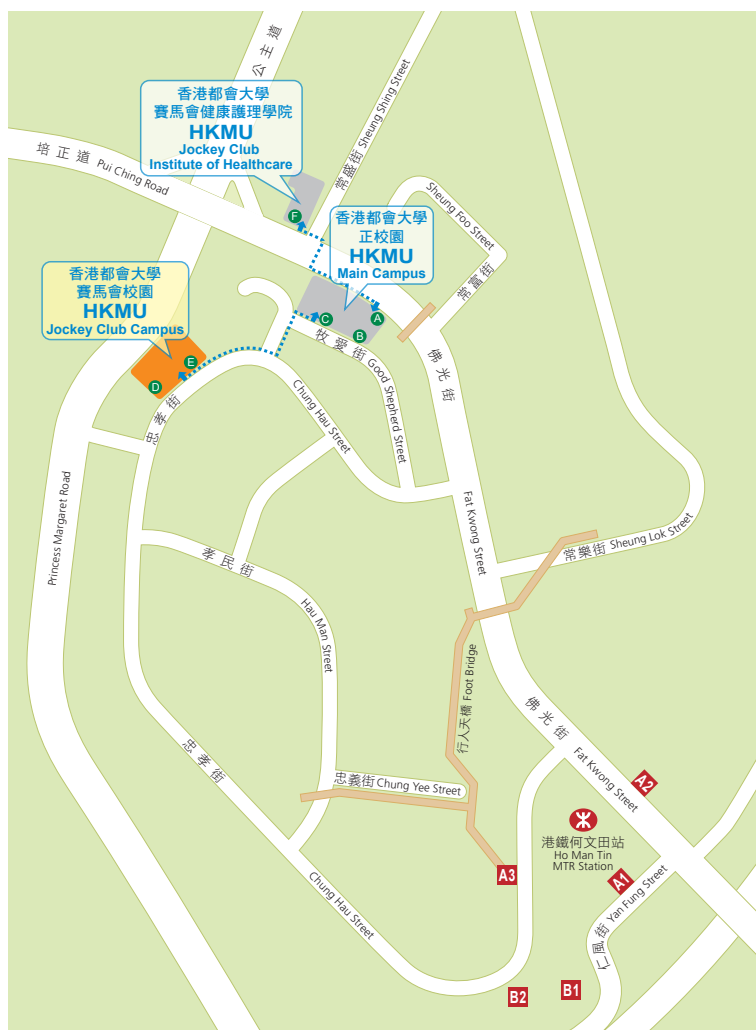 公主道
香港都會大學
賽馬會健康護理學院
HKMU
Jockey Club
Institute of Healthcare
常盛街 Sheung Shing Street
培正道 Pui Ching Road
F
Sheung Foo Street
常富街
香港都會大學
正校園
HKMU
Main Campus
香港都會大學
賽馬會校園
HKMU
Jockey Club Campus
A
B
C
D
E
牧愛街 Good Shepherd Street
佛光街
忠孝街
Chung Hau Street
Princess Margaret Road
Fat Kwong Street
常樂街 Sheung Lok Street
孝民街
Hau Man Street
行人天橋 Foot Bridge
佛光街
Fat Kwong Street
忠孝街
忠義街 Chung Yee Street
A2
港鐵何文田站
Ho Man Tin
MTR Station
A3
A1
Chung Hau Street
仁風街 Yan Fung Street
B2
B1